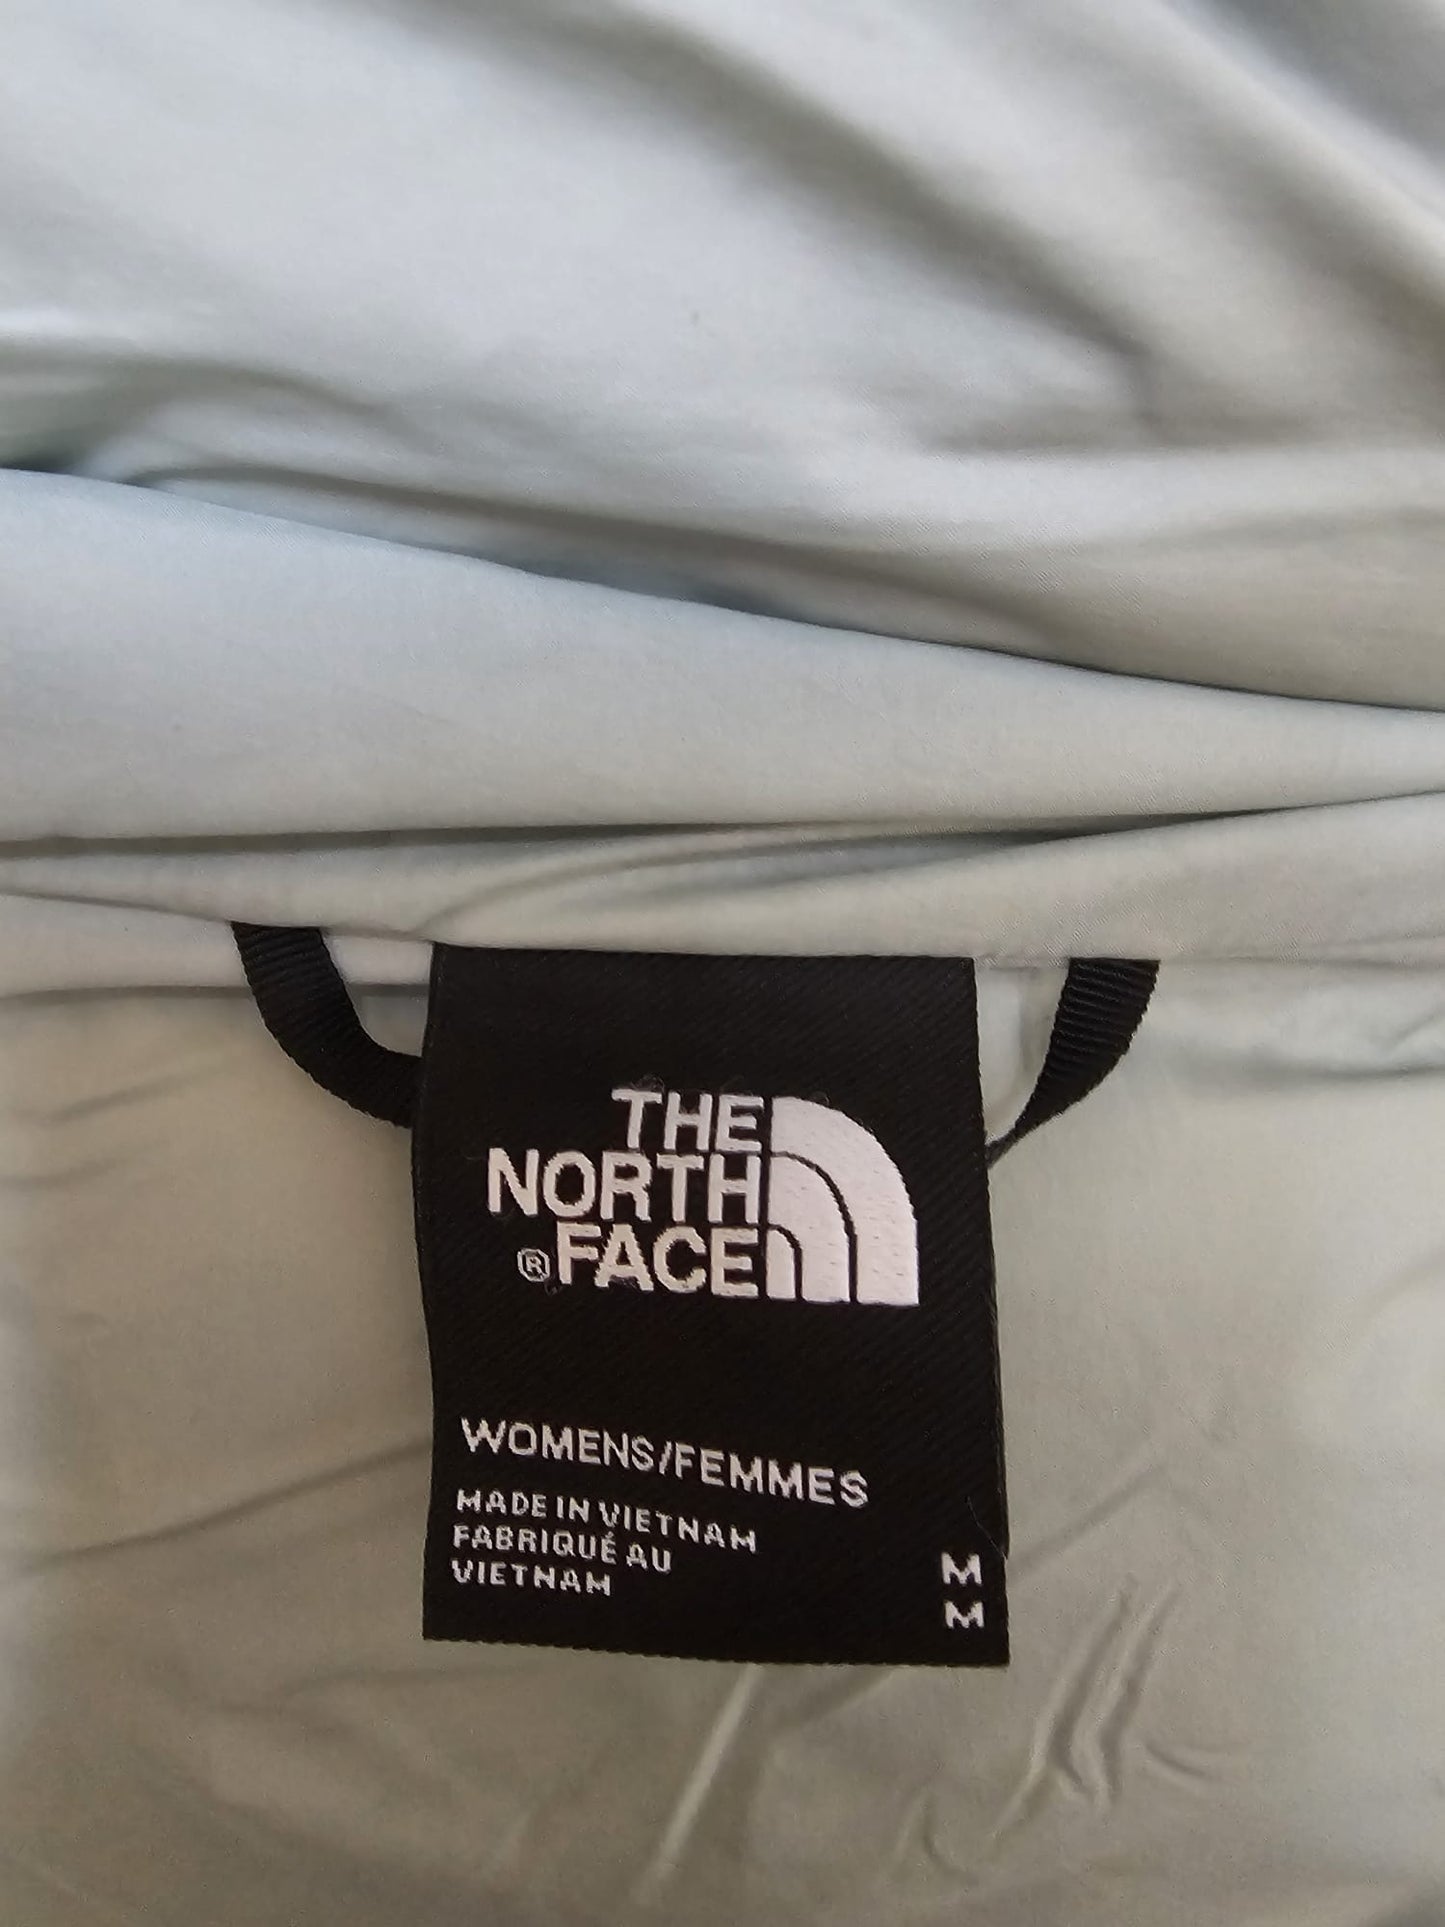 THE
NORTH
®FACE
WOMENS/FEMMES
MADE IN VIETNAM
FABRIQUÉ AU
VIETNAM
M
M